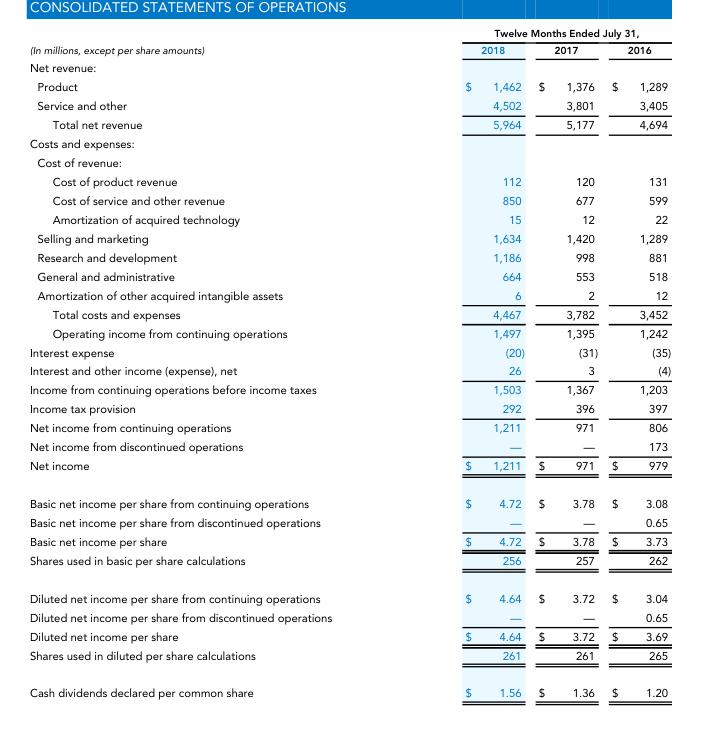 CONSOLIDATED STATEMENTS OF OPERATIONS
Twelve Months Ended July 31,
(In millions, except per share amounts) 2018 2017 2016
Net revenue:
Product $ 1,462 $ 1,376 $ 1,289
Service and other 4,502 3,801 3,405
Total net revenue 5,964 5,177 4,694
Costs and expenses:
Cost of revenue:
Cost of product revenue 112 120 131
Cost of service and other revenue 850 677 599
Amortization of acquired technology 15 12 22
Selling and marketing 1,634 1,420 1,289
Research and development 1,186 998 881
General and administrative 664 553 518
Amortization of other acquired intangible assets 6 2 12
Total costs and expenses 4,467 3,782 3,452
Operating income from continuing operations 1,497 1,395 1,242
Interest expense (20) (31) (35)
Interest and other income (expense), net 26 3 (4)
Income from continuing operations before income taxes 1,503 1,367 1,203
Income tax provision 292 396 397
Net income from continuing operations 1,211 971 806
Net income from discontinued operations — — 173
Net income $ 1,211 $ 971 $ 979
Basic net income per share from continuing operations $ 4.72 $ 3.78 $ 3.08
Basic net income per share from discontinued operations — — 0.65
Basic net income per share $ 4.72 $ 3.78 $ 3.73
Shares used in basic per share calculations 256 257 262
Diluted net income per share from continuing operations $ 4.64 $ 3.72 $ 3.04
Diluted net income per share from discontinued operations — — 0.65
Diluted net income per share $ 4.64 $ 3.72 $ 3.69
Shares used in diluted per share calculations 261 261 265
Cash dividends declared per common share $ 1.56 $ 1.36 $ 1.20